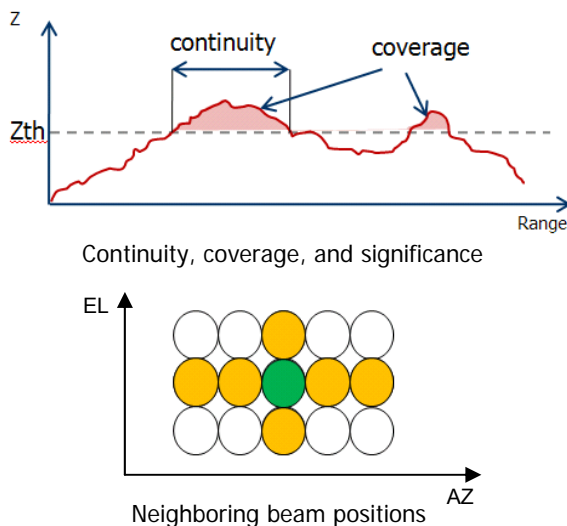 Z
continuity
coverage
Zth
Range
Continuity, coverage, and significance
EL
AZ
Neighboring beam positions